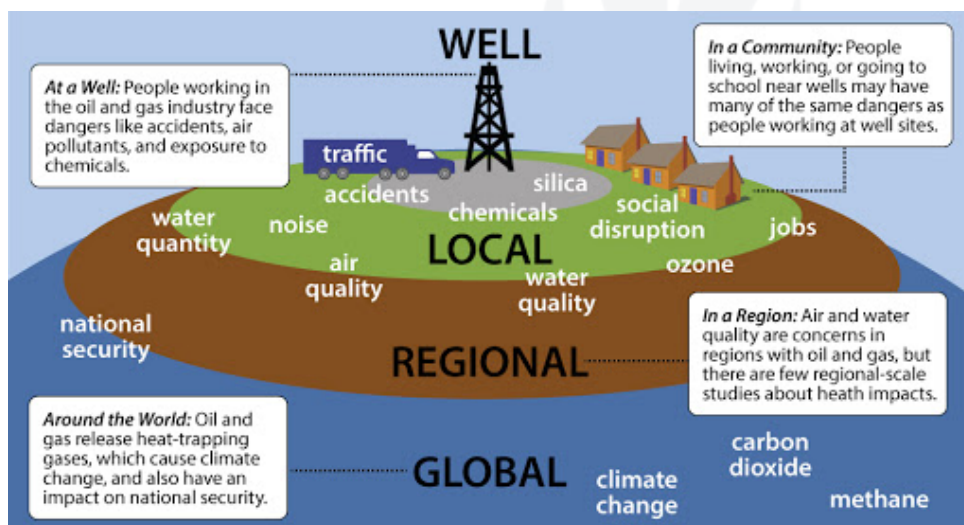 WELL
At a Well: People working in
the oil and gas industry face
dangers like accidents, air
pollutants, and exposure to
chemicals.
In a Community: People
living, working, or going to
school near wells may have
many of the same dangers as
people working at well sites.
traffic
accidents
silica
chemicals
social
disruption
jobs
water
quantity
noise
LOCAL
air
quality
water
quality
ozone
national
security
REGIONAL
In a Region: Air and water
quality are concerns in
regions with oil and gas, but
there are few regional-scale
studies about heath impacts.
Around the World: Oil and
gas release heat-trapping
gases, which cause climate
change, and also have an
impact on national security.
GLOBAL
climate
change
carbon
dioxide
methane